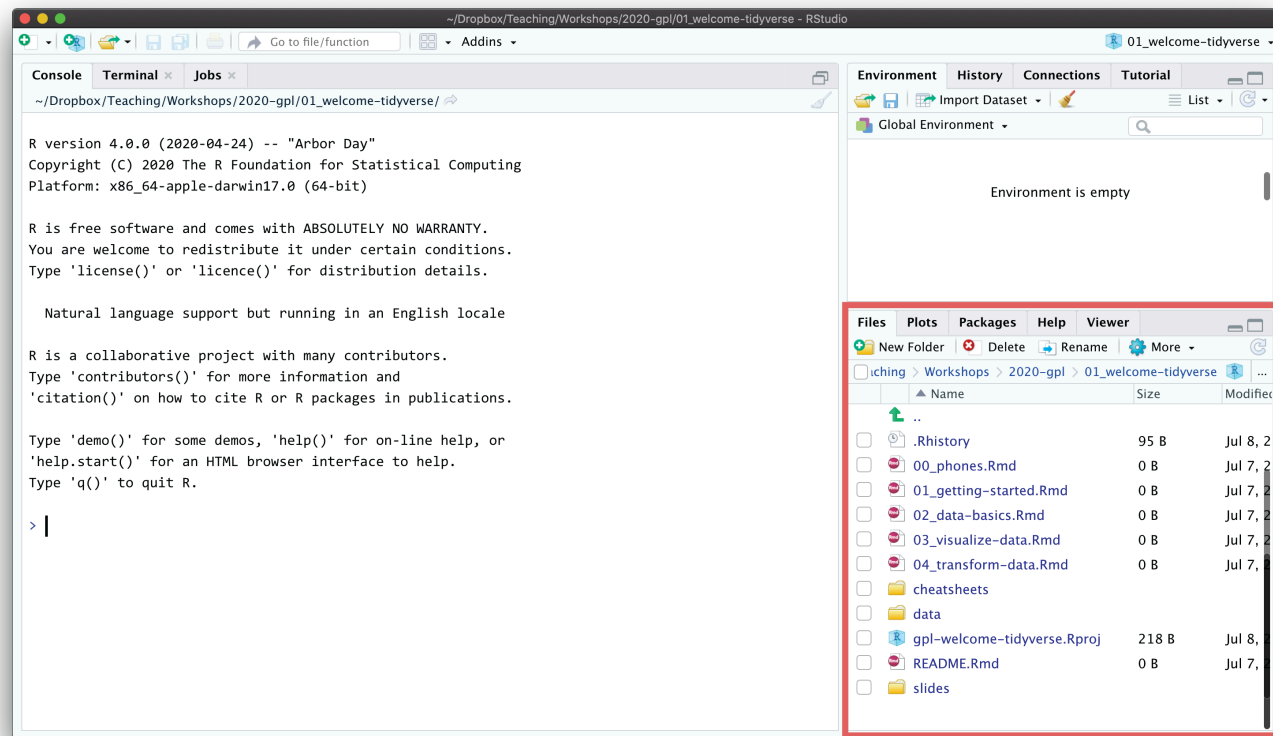 ~/Dropbox/Teaching/Workshops/2020-gpl/01_welcome-tidyverse - RStudio
Go to file/function
Addins
01_welcome-tidyverse
Console Terminal Jobs
~/Dropbox/Teaching/Workshops/2020-gpl/01_welcome-tidyverse/
R version 4.0.0 (2020-04-24) -- "Arbor Day"
Copyright (C) 2020 The R Foundation for Statistical Computing
Platform: x86_64-apple-darwin17.0 (64-bit)
R is free software and comes with ABSOLUTELY NO WARRANTY.
You are welcome to redistribute it under certain conditions.
Type 'license()' or 'licence()' for distribution details.
Natural language support but running in an English locale
R is a collaborative project with many contributors.
Type 'contributors()' for more information and
'citation()' on how to cite R or R packages in publications.
Type 'demo()' for some demos, 'help()' for on-line help, or
'help.start()' for an HTML browser interface to help.
Type 'q()' to quit R.
>
Environment History Connections Tutorial
Import Dataset List
Global Environment
Environment is empty
Files Plots Packages Help Viewer
New Folder Delete Rename More
ching > Workshops > 2020-gpl > 01_welcome-tidyverse ...
Name Size Modified
..
.Rhistory 95 B Jul 8, 2
00_phones.Rmd 0 B Jul 7, 2
01_getting-started.Rmd 0 B Jul 7, 2
02_data-basics.Rmd 0 B Jul 7, 2
03_visualize-data.Rmd 0 B Jul 7, 2
04_transform-data.Rmd 0 B Jul 7, 2
cheatsheets
data
gpl-welcome-tidyverse.Rproj 218 B Jul 8, 2
README.Rmd 0 B Jul 7, 2
slides